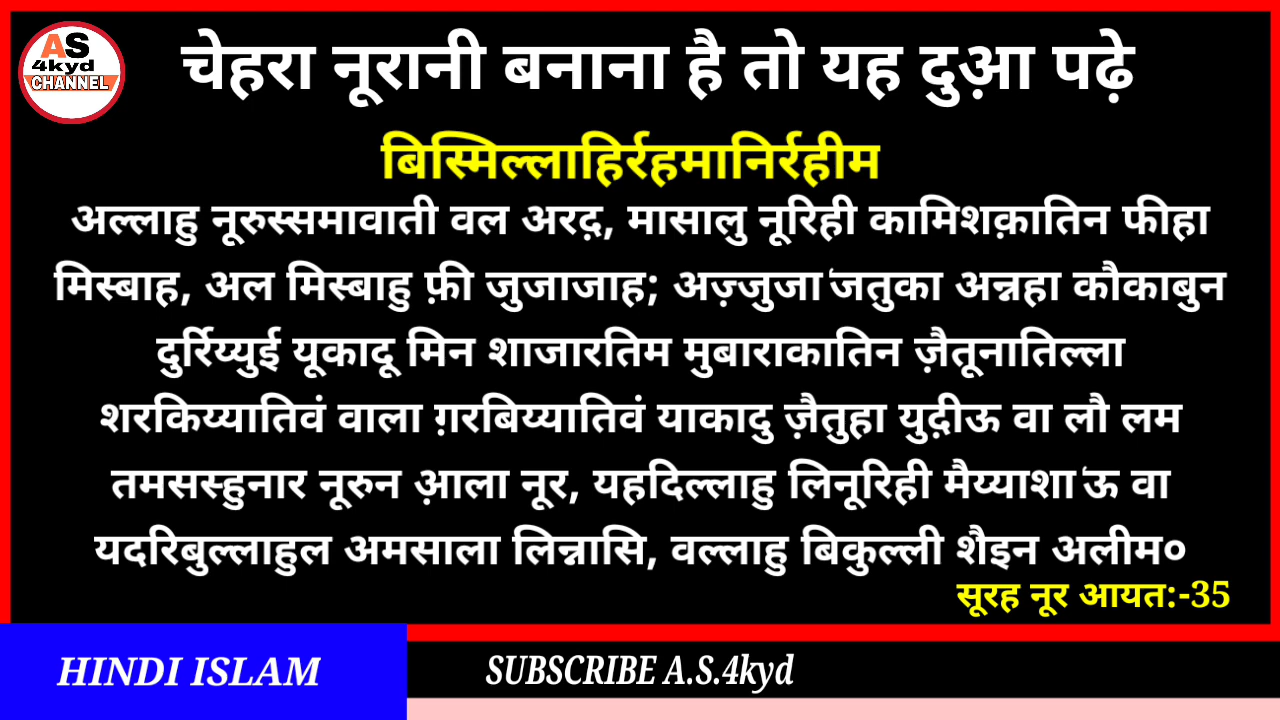 AS
4kyd
CHANNEL
चेहरा नूरानी बनाना है तो यह दुआ़ पढ़े
बिस्मिल्लाहिर्रहमानिर्रहीम
अल्लाहु नूरुस्समावाती वल अरद़, मासालु नूरिही कामिशक़ातिन फीहा
मिस्बाह, अल मिस्बाहु फ़ी जुजाजाह; अज़्जुजा‘जतुका अन्नहा कौकाबुन
दुर्रिय्युई यूकादू मिन शाजारतिम मुबाराकातिन ज़ैतूनातिल्ला
शरकिय्यातिवं वाला ग़रबिय्यातिवं याकादु ज़ैतुहा युद़ीऊ वा लौ लम
तमसस्हुनार नूरुन अ़ाला नूर, यहदिल्लाहु लिनूरिही मैय्याशा‘ऊ वा
यदरिबुल्लाहुल अमसाला लिन्नासि, वल्लाहु बिकुल्ली शैइन अलीम०
सूरह नूर आयत:-35
HINDI ISLAM
SUBSCRIBE A.S.4kyd